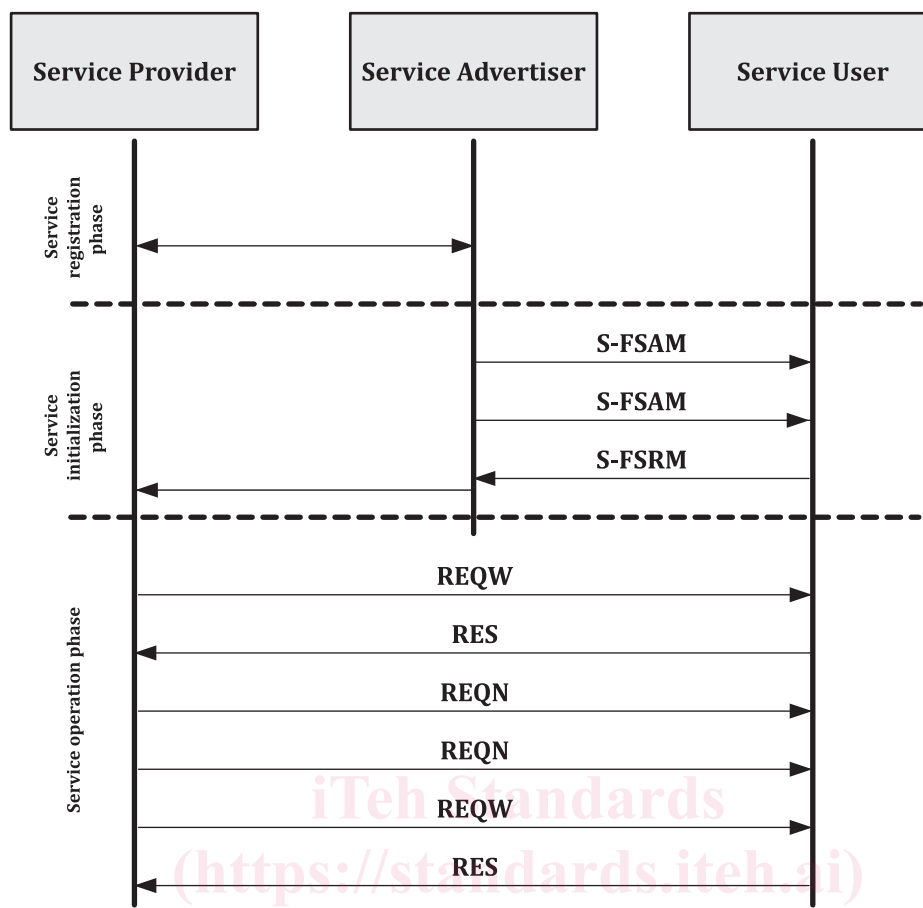 Service Provider
Service Advertiser
Service User
Service
registration
phase
Service
initialization
phase
S-FSAM
S-FSAM
S-FSRM
Service operation phase
REQW
RES
REQN
REQN
iTeh Standards
REQW
RES
(https://standards.iteh.ai)